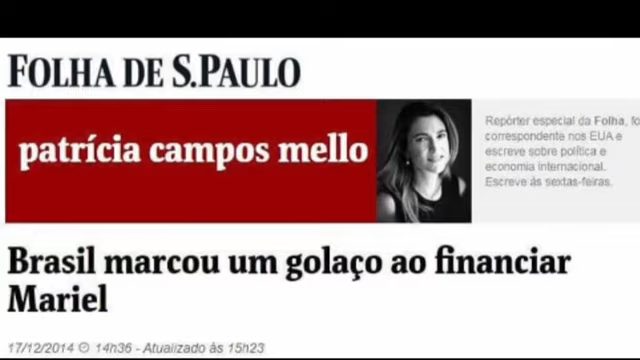 FOLHA DE S.PAULO
patrícia campos mello
Repórter especial da Folha, fo
correspondente nos EUA e
escreve sobre política e
economia internacional.
Escreve às sextas-feiras.
Brasil marcou um golaço ao financiar
Mariel
17/12/2014 14h36 - Atualizado às 15h23